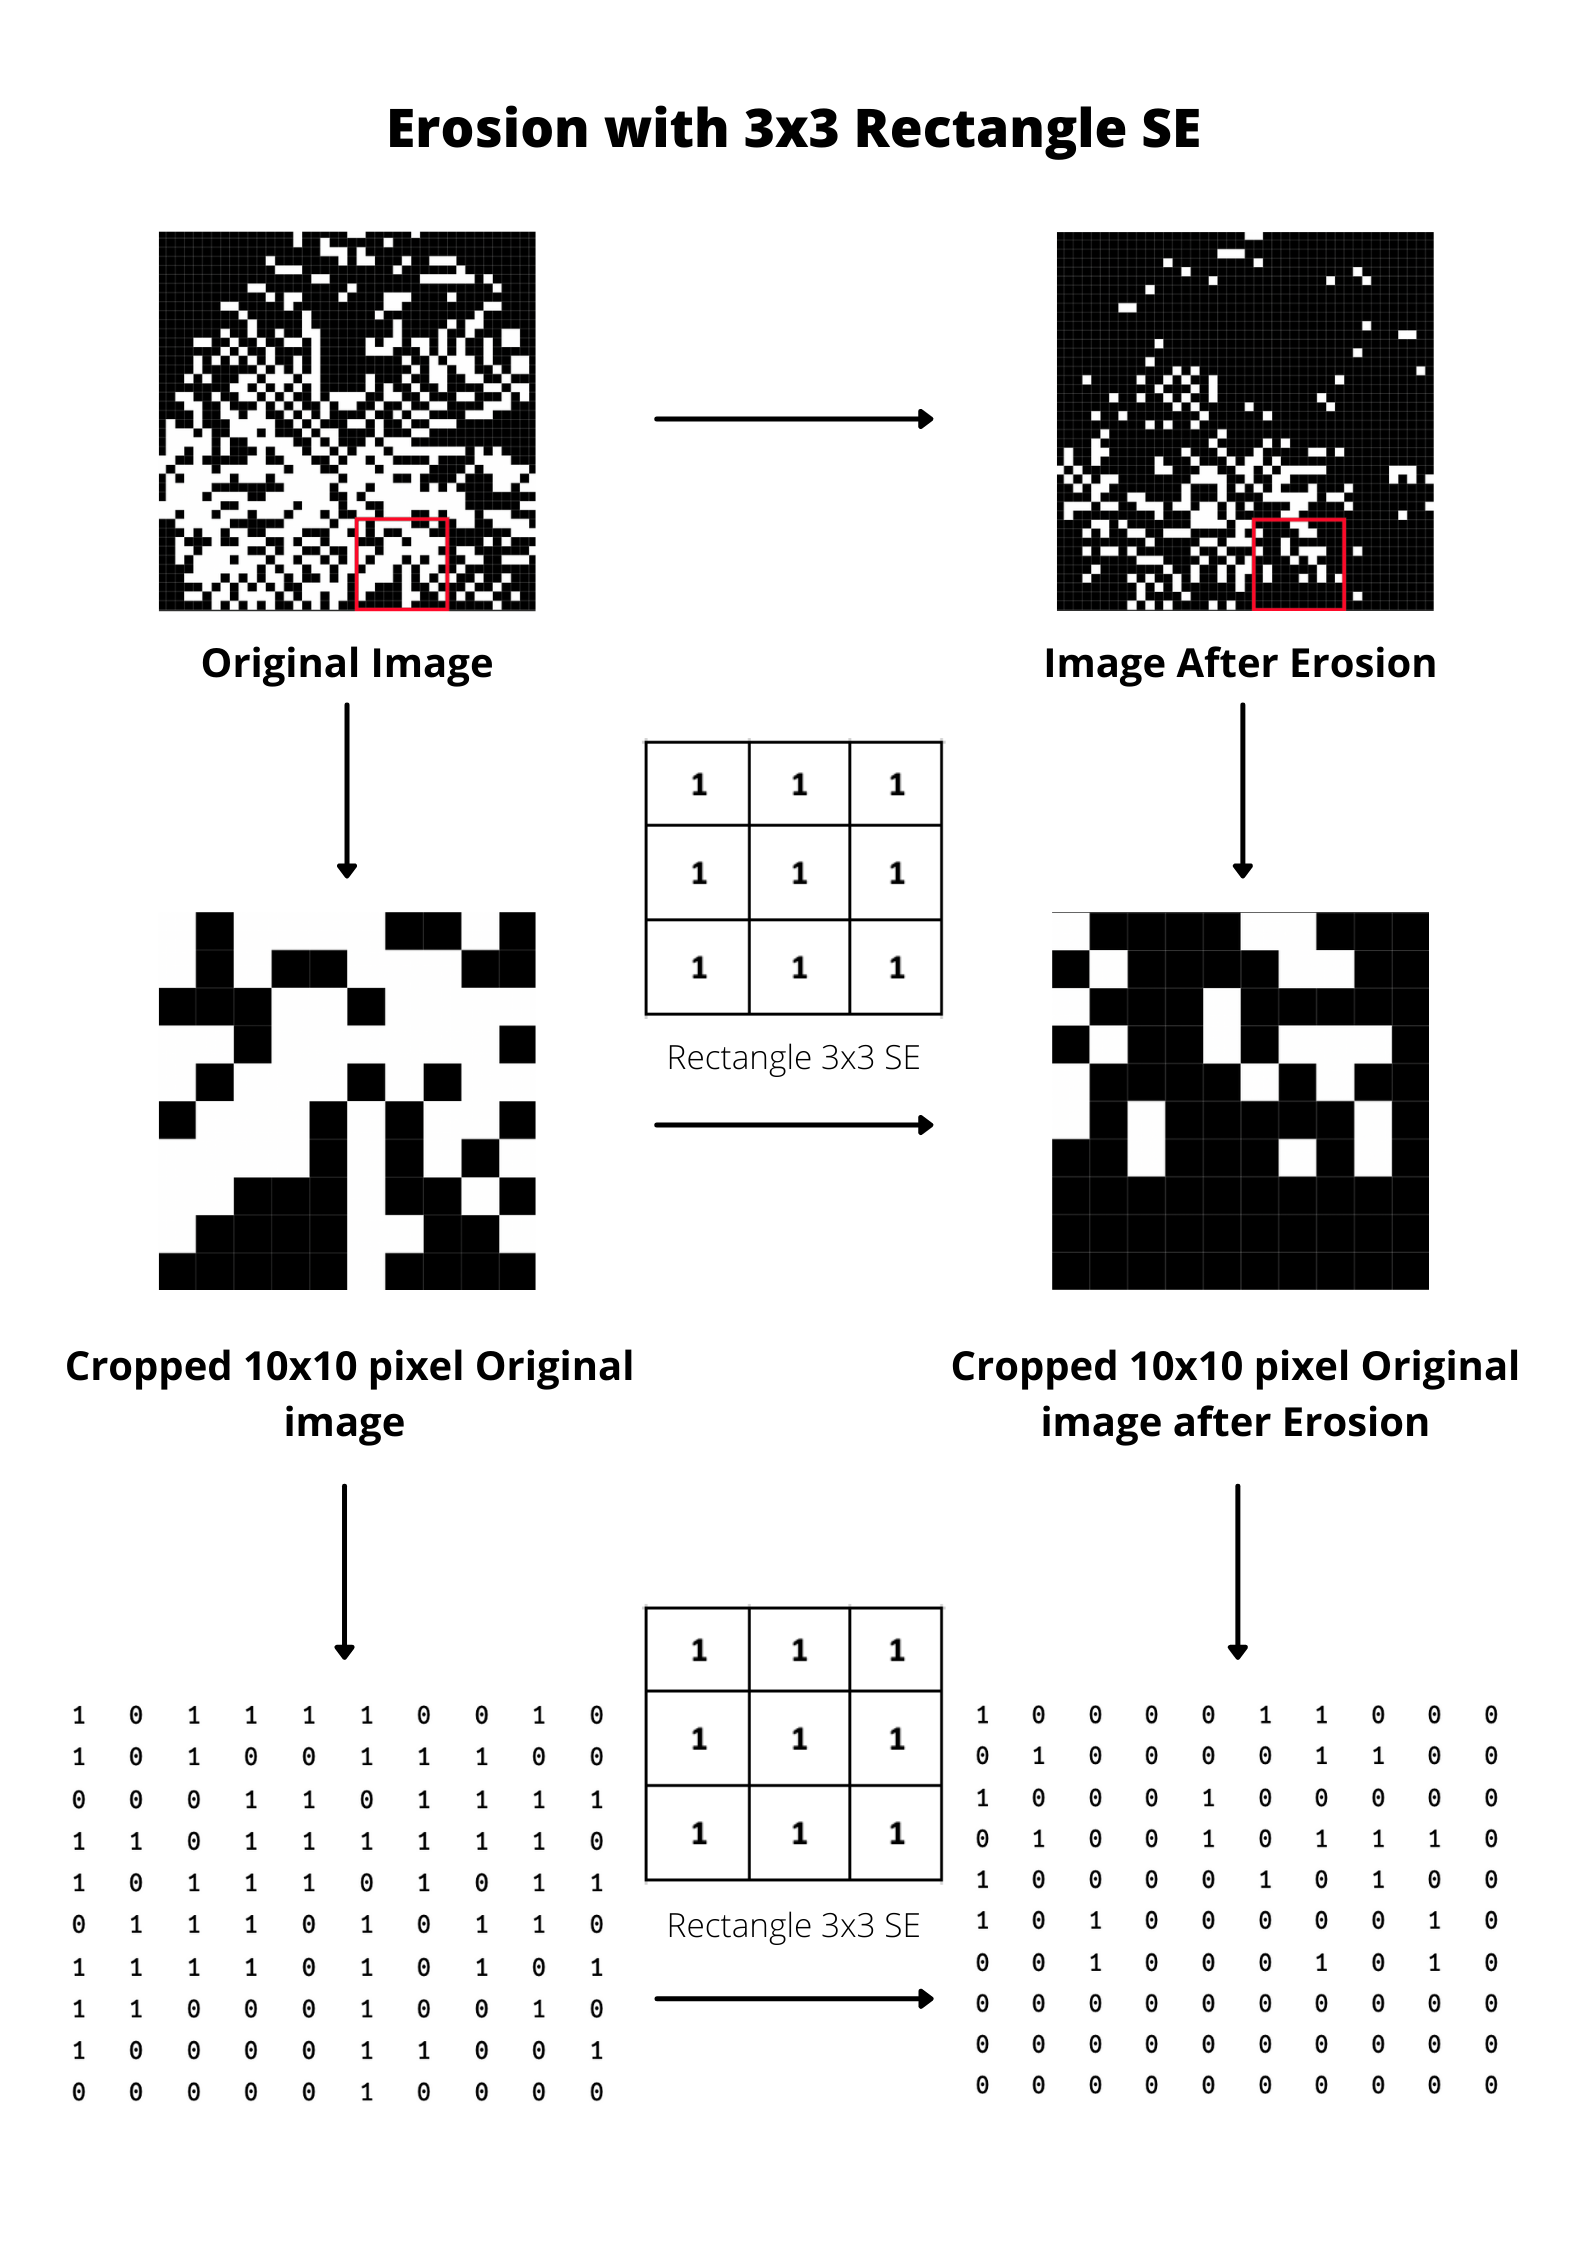 Erosion with 3x3 Rectangle SE
Original Image
Image After Erosion
1 1 1
1 1 1
1 1 1
Rectangle 3x3 SE
Cropped 10x10 pixel Original
image
Cropped 10x10 pixel Original
image after Erosion
1 0 1 1 1 1 0 0 1 0
1 0 1 0 0 1 1 1 0 0
0 0 0 1 1 0 1 1 1 1
1 1 0 1 1 1 1 1 1 0
1 0 1 1 1 0 1 0 1 1
0 1 1 1 0 1 0 1 1 0
1 1 1 1 0 1 0 1 0 1
1 1 0 0 0 1 0 0 1 0
1 0 0 0 0 1 1 0 0 1
0 0 0 0 0 1 0 0 0 0
1 1 1
1 1 1
1 1 1
Rectangle 3x3 SE
1 0 0 0 0 1 1 0 0 0
0 1 0 0 0 0 1 1 0 0
1 0 0 0 1 0 0 0 0 0
0 1 0 0 1 0 1 1 1 0
1 0 0 0 0 1 0 1 0 0
1 0 1 0 0 0 0 0 1 0
0 0 1 0 0 0 1 0 1 0
0 0 0 0 0 0 0 0 0 0
0 0 0 0 0 0 0 0 0 0
0 0 0 0 0 0 0 0 0 0